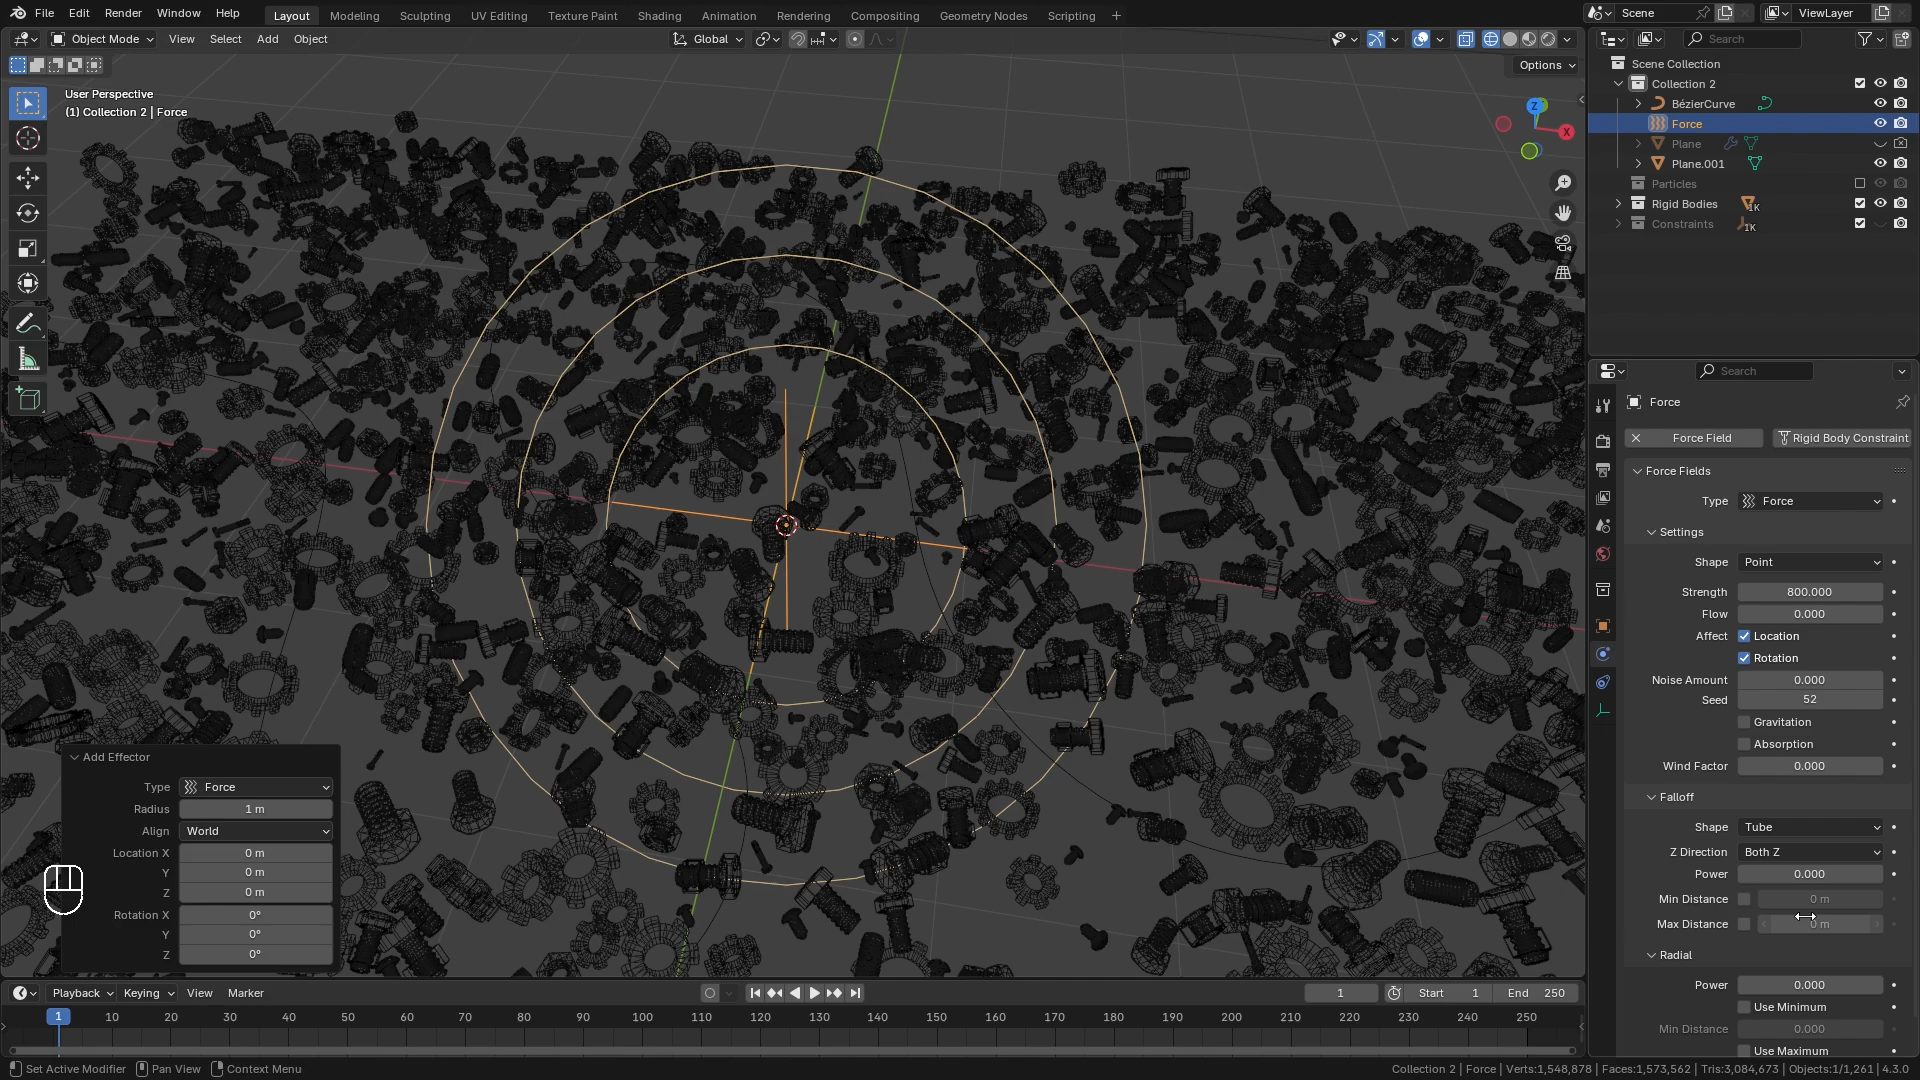 File Edit Render Window Help Layout Modeling Sculpting UV Editing Texture Paint Shading Animation Rendering Compositing Geometry Nodes Scripting + Scene ViewLayer
Object Mode View Select Add Object Global Search
Options
User Perspective
(1) Collection 2 | Force
Z
X
Scene Collection
Collection 2
BézierCurve
Force
Plane
Plane.001
Particles
Rigid Bodies 1K
Constraints 1K
Search
Force
Force Field Rigid Body Constraint
Force Fields
Type Force
Settings
Shape Point
Strength 800.000
Flow 0.000
Affect Location
Rotation
Noise Amount 0.000
Seed 52
Gravitation
Absorption
Wind Factor 0.000
Falloff
Shape Tube
Z Direction Both Z
Power 0.000
Min Distance 0 m
Max Distance 0 m
Radial
Power 0.000
Use Minimum
Min Distance 0.000
Use Maximum
Add Effector
Type Force
Radius 1 m
Align World
Location X 0 m
Y 0 m
Z 0 m
Rotation X 0°
Y 0°
Z 0°
Playback Keying View Marker 1 Start 1 End 250
1 10 20 30 40 50 60 70 80 90 100 110 120 130 140 150 160 170 180 190 200 210 220 230 240 250
Set Active Modifier Pan View Context Menu Collection 2 | Force | Verts:1,548,878 | Faces:1,573,562 | Tris:3,084,673 | Objects:1/1,261 | 4.3.0